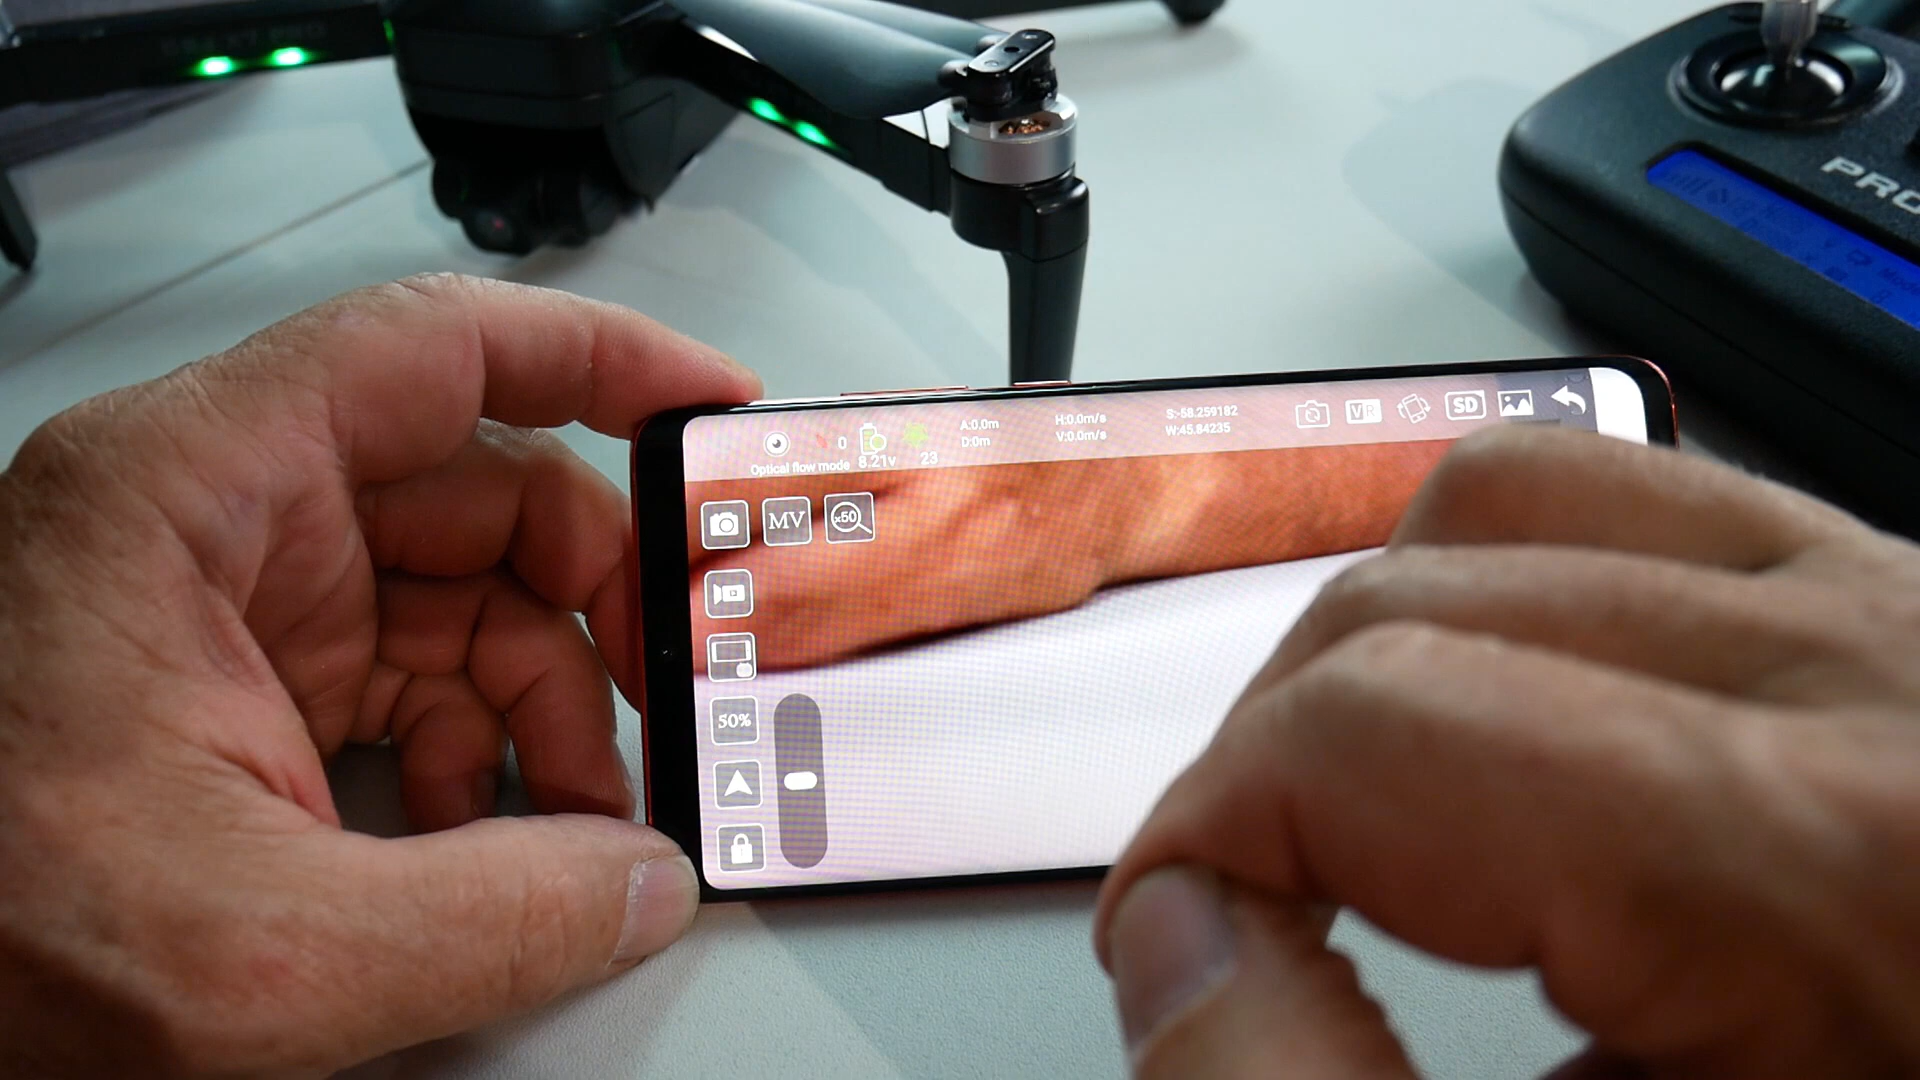 PRO
A:0.0m
H:0.0m/s
S:-58.259182
VR
SD
0
D:0m
V:0.0m/s
W:45.84235
Optical flow mode
8.21v
23
MV
x50
50%